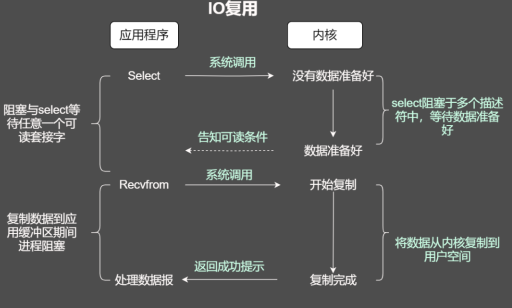 IO复用
应用程序
内核
系统调用
Select
没有数据准备好
阻塞与select等
待任意一个可
读套接字
select阻塞于多个描述
符中，等待数据准备
好
告知可读条件
数据准备好
系统调用
Recvfrom
开始复制
复制数据到应
用缓冲区期间
进程阻塞
将数据从内核复制到
用户空间
返回成功提示
处理数据报
复制完成